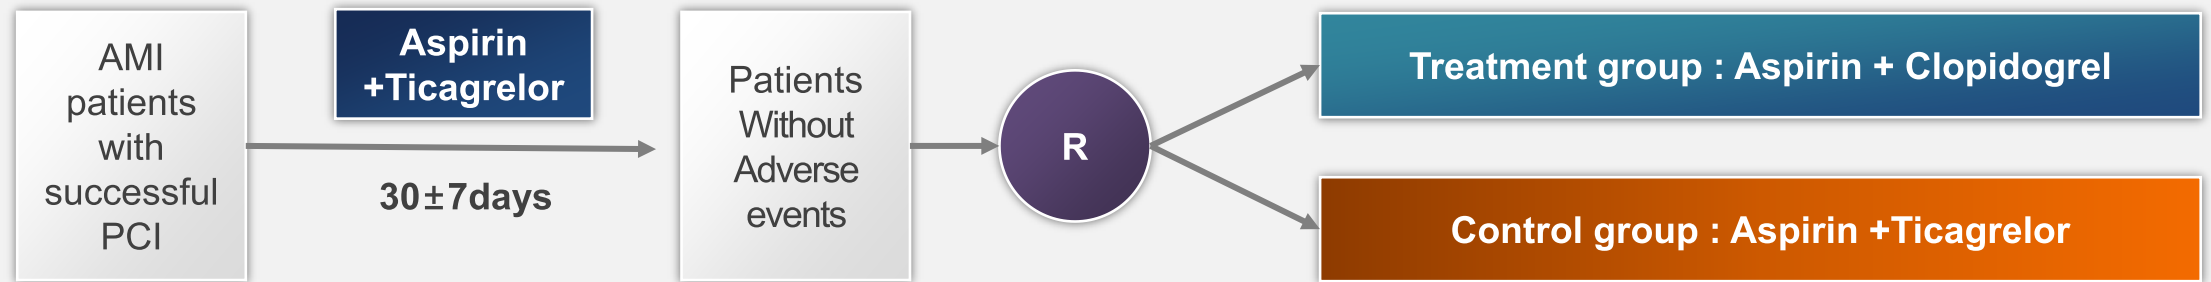 AMI
patients
with
successful
PCI
Aspirin
+Ticagrelor
30±7days
Patients
Without
Adverse
events
R
Treatment group : Aspirin + Clopidogrel
Control group : Aspirin +Ticagrelor